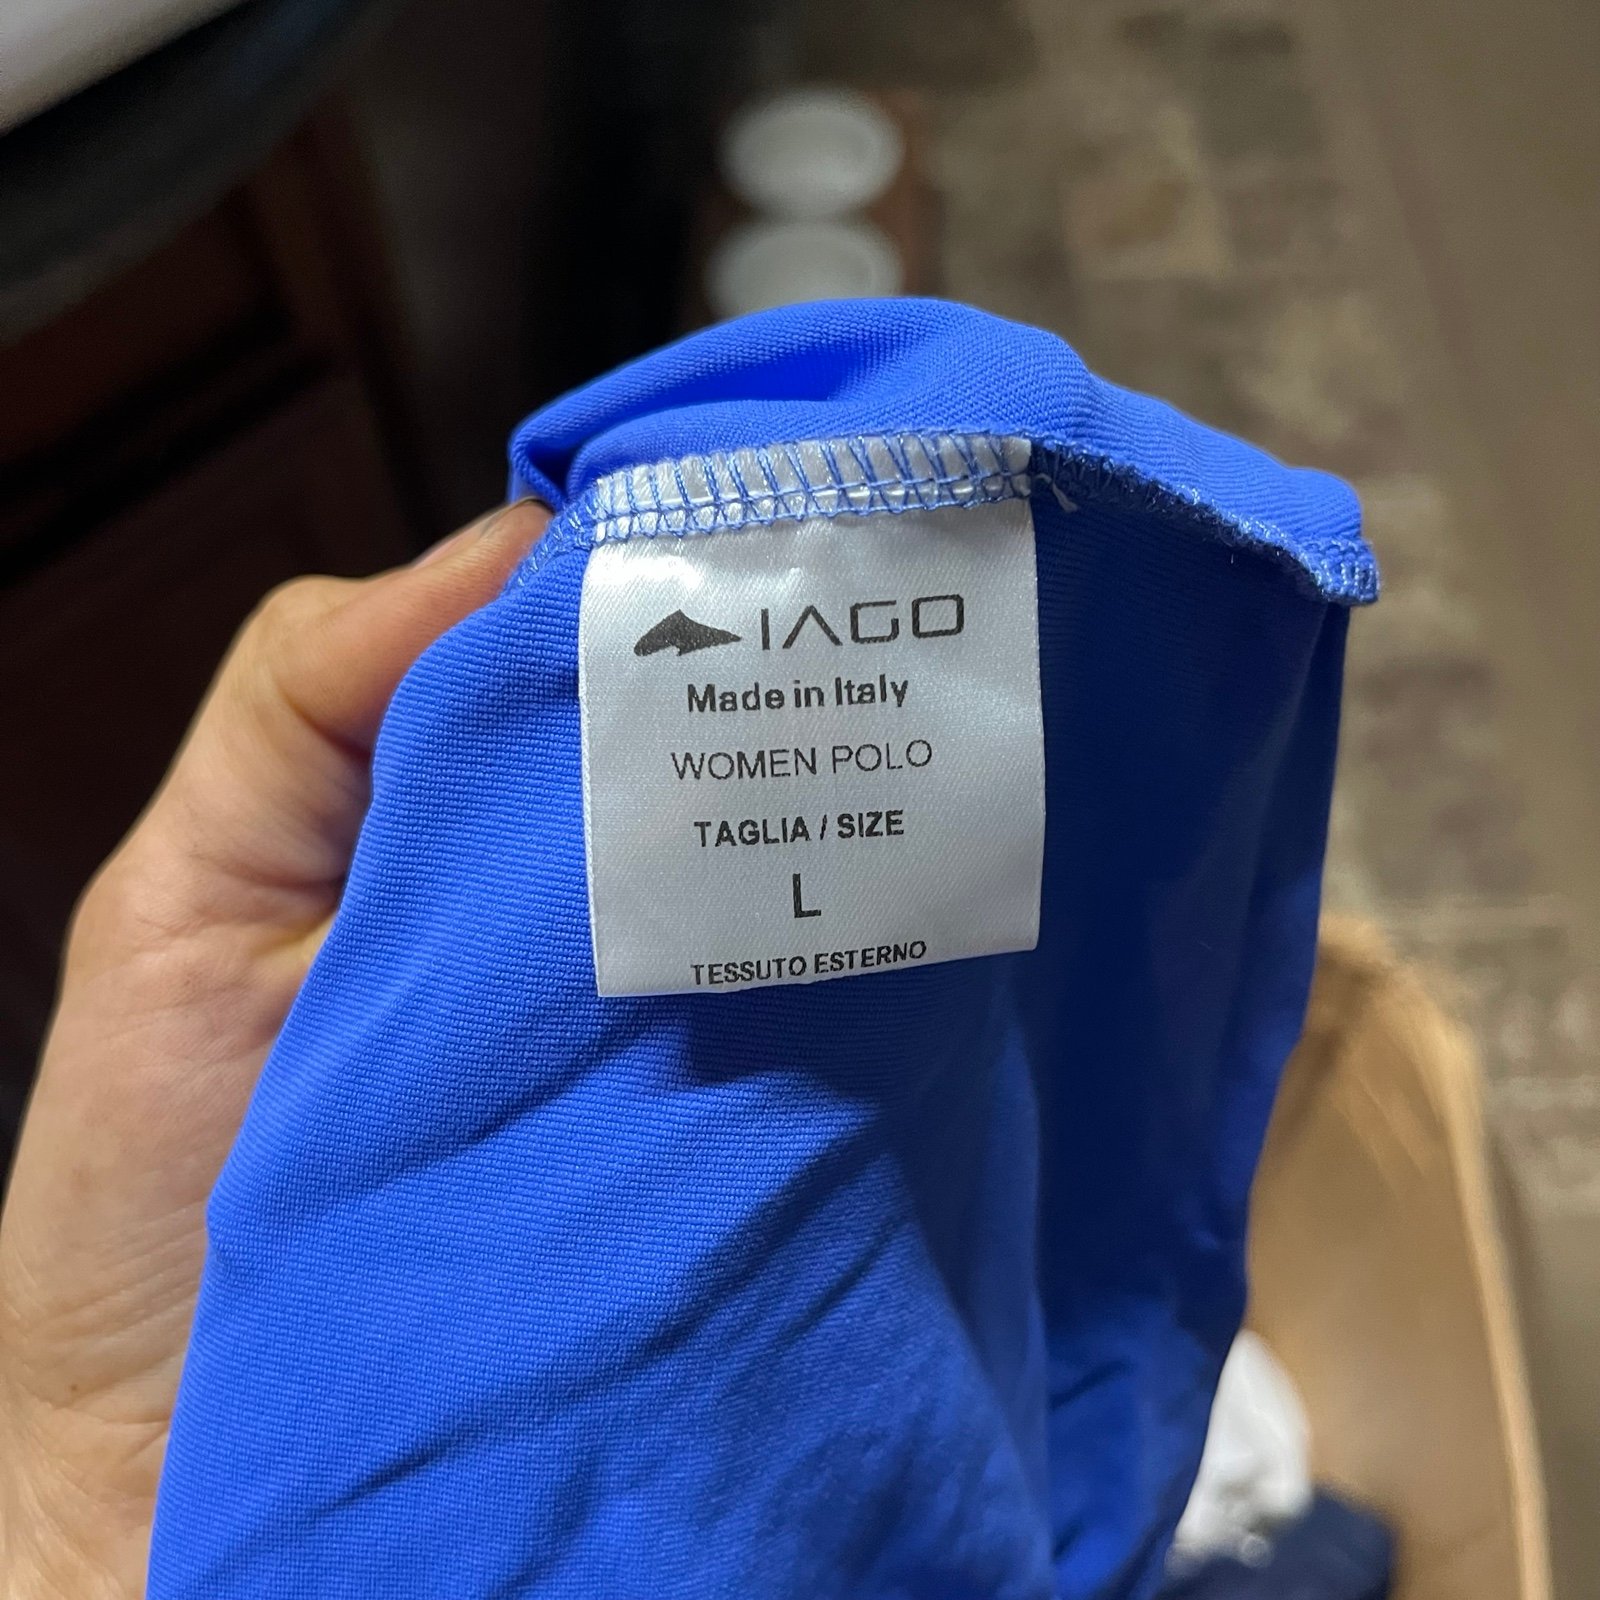 IAGO
Made in Italy
WOMEN POLO
TAGLIA / SIZE
L
TESSUTO ESTERNO